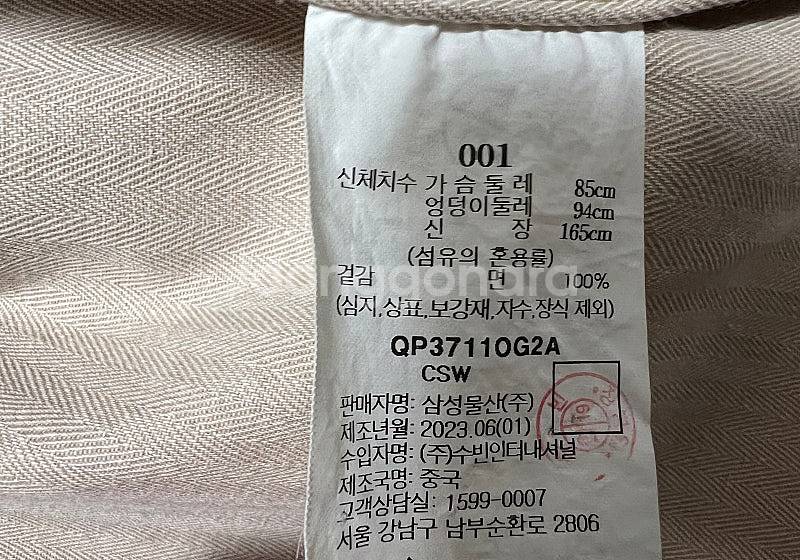 001
신체치수 가 슴 둘 레 85cm
엉덩이둘레 94cm
신 장 165cm
(섬유의 혼용률)
겉감 면 100%
(심지,상표,보강재,자수,장식 제외)
QP37110G2A
CSW
판매자명: 삼성물산(주)
제조년월: 2023.06(01)
수입자명: (주)수빈인터내셔널
제조국명: 중국
고객상담실: 1599-0007
서울 강남구 남부순환로 2806